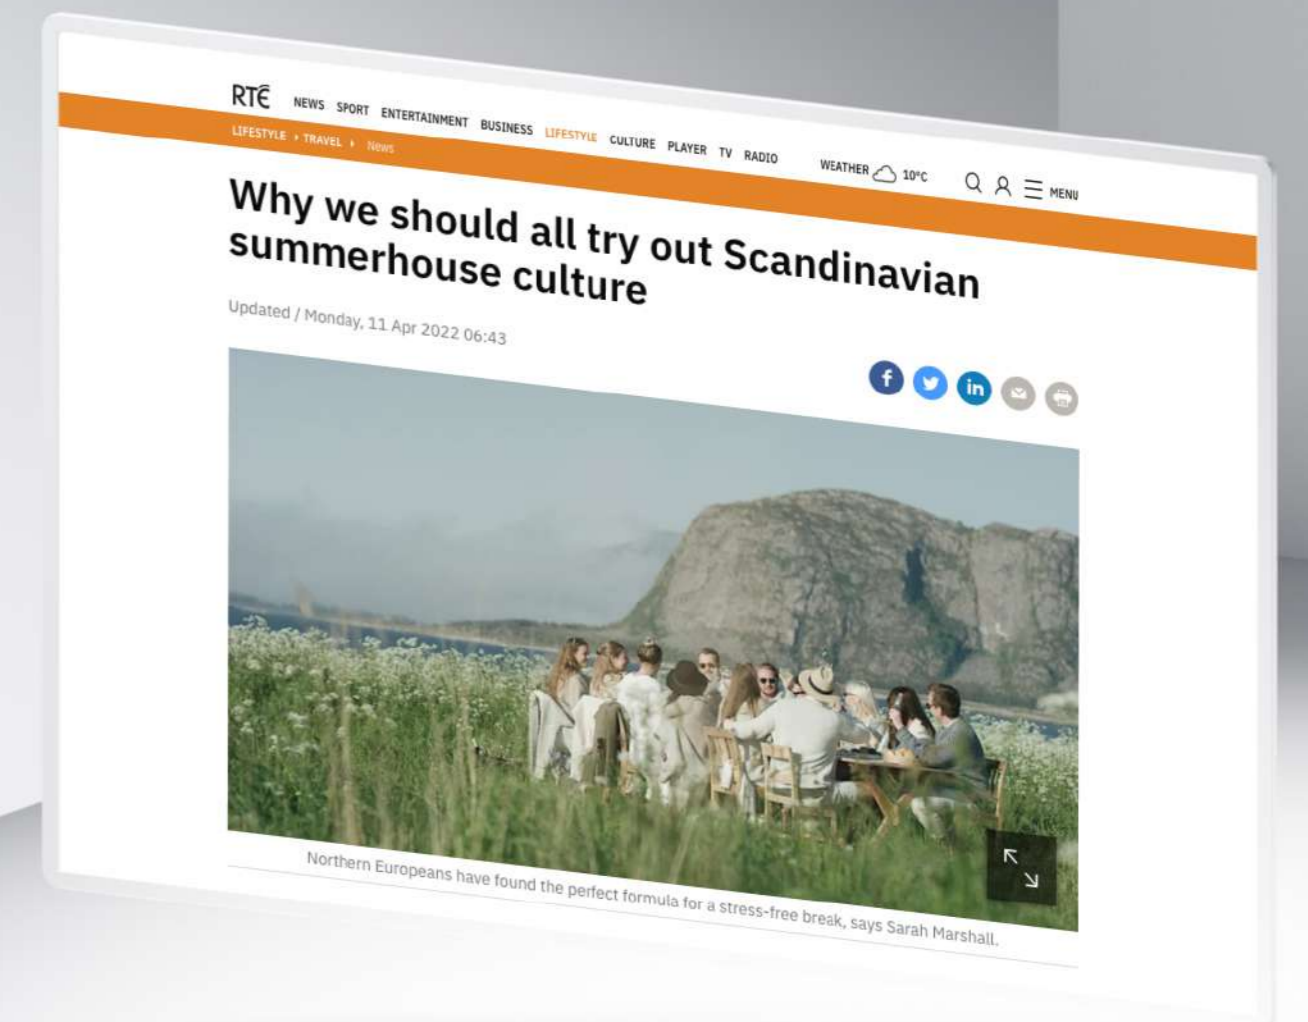 RTÉ NEWS SPORT ENTERTAINMENT BUSINESS LIFESTYLE CULTURE PLAYER TV RADIO WEATHER 10°C MENU
LIFESTYLE › TRAVEL › News
Why we should all try out Scandinavian
summerhouse culture
Updated / Monday, 11 Apr 2022 06:43
f in
Northern Europeans have found the perfect formula for a stress-free break, says Sarah Marshall.